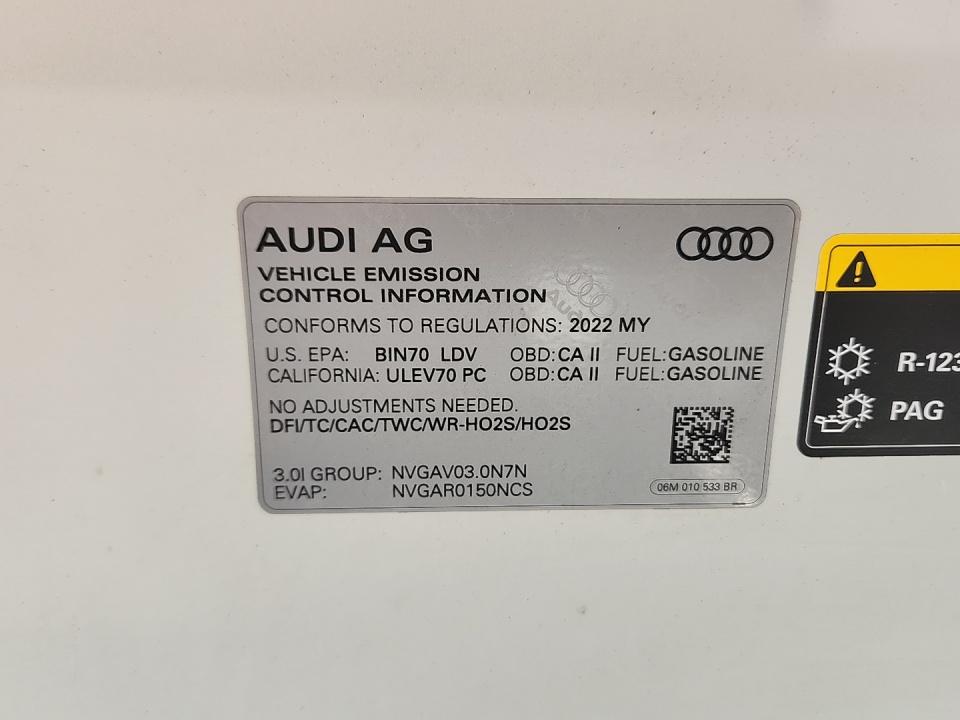 AUDI AG
VEHICLE EMISSION
CONTROL INFORMATION
CONFORMS TO REGULATIONS: 2022 MY
U.S. EPA: BIN70 LDV OBD:CA II FUEL:GASOLINE
CALIFORNIA: ULEV70 PC OBD:CA II FUEL:GASOLINE
NO ADJUSTMENTS NEEDED.
DFI/TC/CAC/TWC/WR-HO2S/HO2S
3.0l GROUP: NVGAV03.0N7N
EVAP: NVGAR0150NCS
06M 010 533 BR
Audi
R-123
PAG